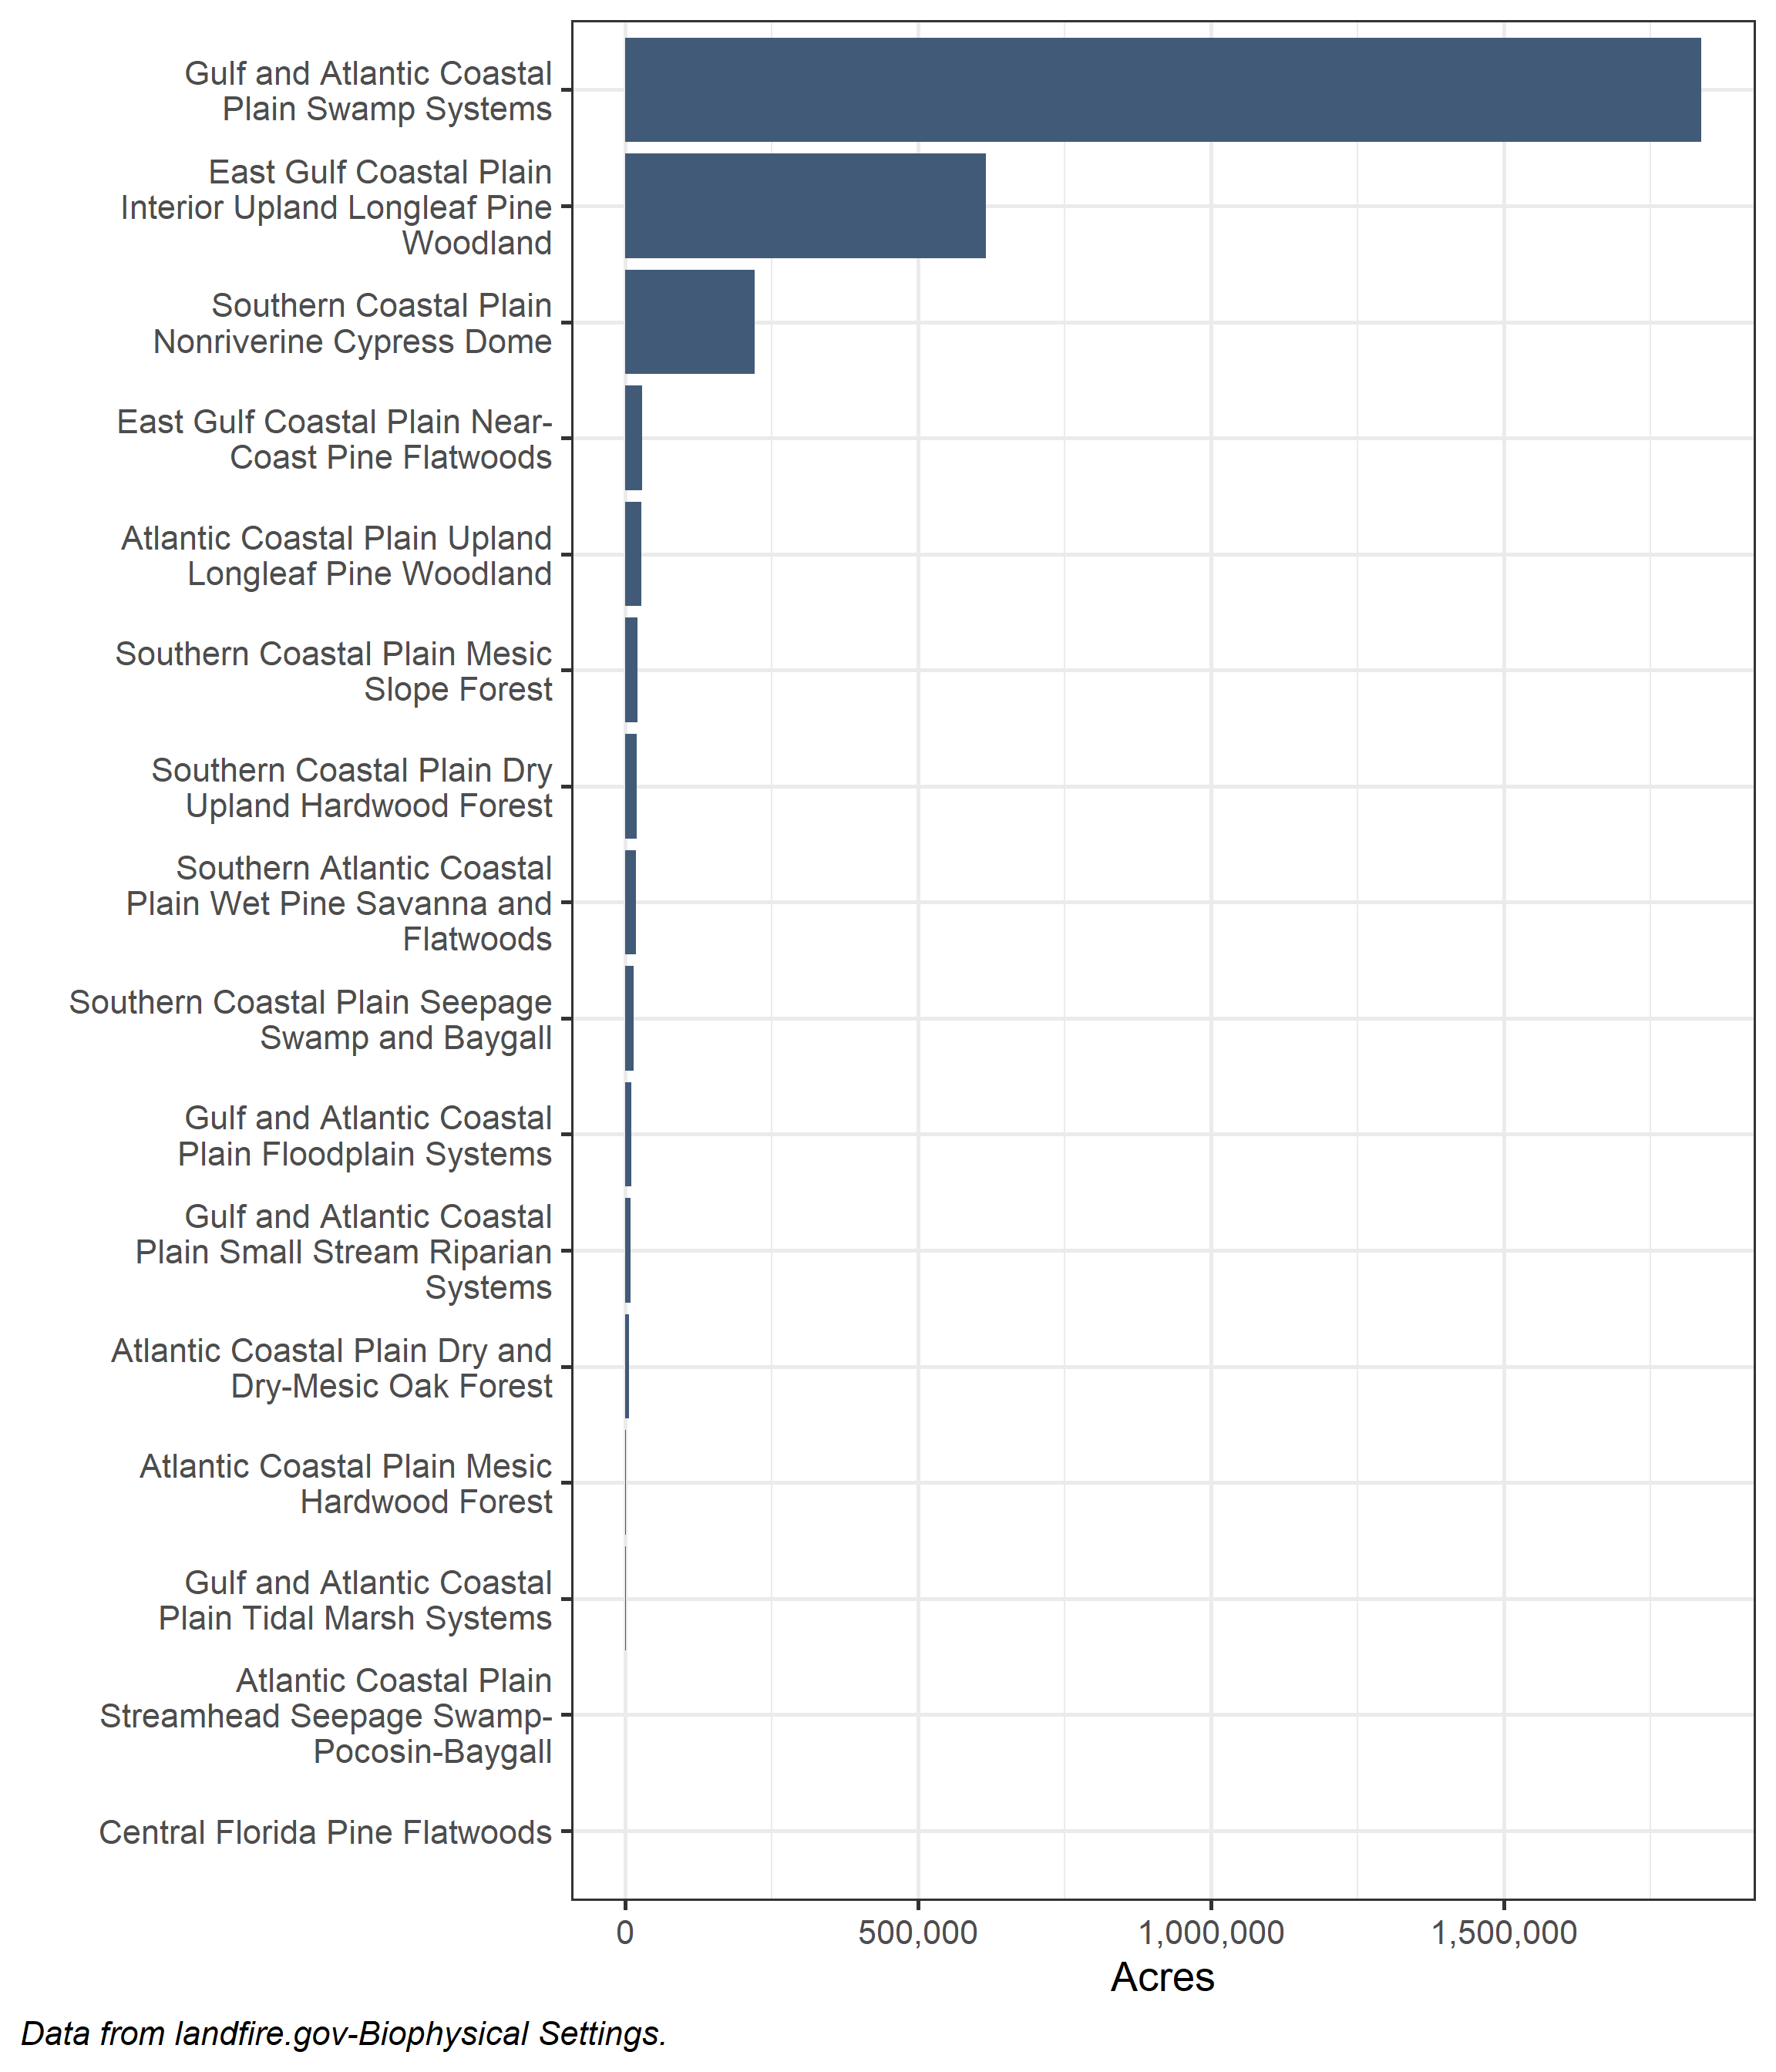 Gulf and Atlantic Coastal
Plain Swamp Systems
East Gulf Coastal Plain
Interior Upland Longleaf Pine
Woodland
Southern Coastal Plain
Nonriverine Cypress Dome
East Gulf Coastal Plain Near-
Coast Pine Flatwoods
Atlantic Coastal Plain Upland
Longleaf Pine Woodland
Southern Coastal Plain Mesic
Slope Forest
Southern Coastal Plain Dry
Upland Hardwood Forest
Southern Atlantic Coastal
Plain Wet Pine Savanna and
Flatwoods
Southern Coastal Plain Seepage
Swamp and Baygall
Gulf and Atlantic Coastal
Plain Floodplain Systems
Gulf and Atlantic Coastal
Plain Small Stream Riparian
Systems
Atlantic Coastal Plain Dry and
Dry-Mesic Oak Forest
Atlantic Coastal Plain Mesic
Hardwood Forest
Gulf and Atlantic Coastal
Plain Tidal Marsh Systems
Atlantic Coastal Plain
Streamhead Seepage Swamp-
Pocosin-Baygall
Central Florida Pine Flatwoods
0 500,000 1,000,000 1,500,000
Acres
Data from landfire.gov-Biophysical Settings.